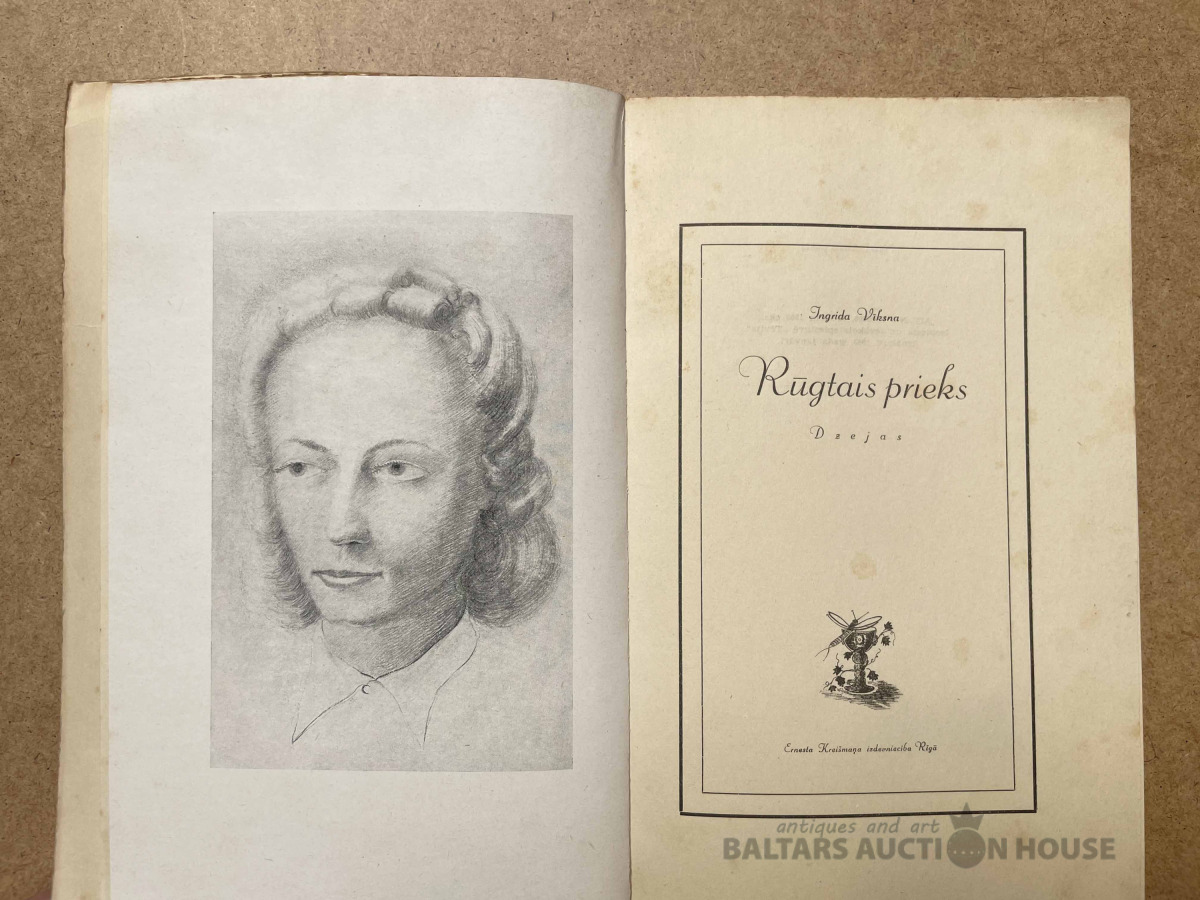 Ingrida Vīksna
Rūgtais prieks
Dzejas
Ernesta Kreišmaņa izdevniecība Rīgā
antiques and art
BALTARS AUCTION HOUSE